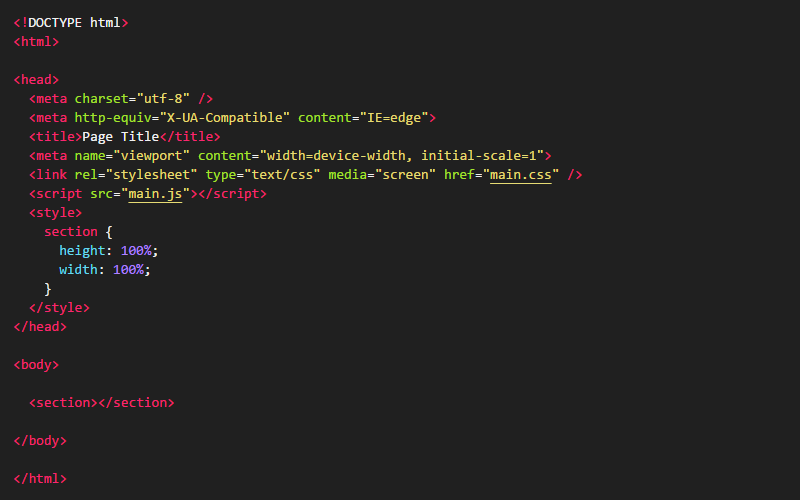 <!DOCTYPE html>
<html>
<head>
<meta charset="utf-8" />
<meta http-equiv="X-UA-Compatible" content="IE=edge">
<title>Page Title</title>
<meta name="viewport" content="width=device-width, initial-scale=1">
<link rel="stylesheet" type="text/css" media="screen" href="main.css" />
<script src="main.js"></script>
<style>
section {
height: 100%;
width: 100%;
}
</style>
</head>
<body>
<section></section>
</body>
</html>